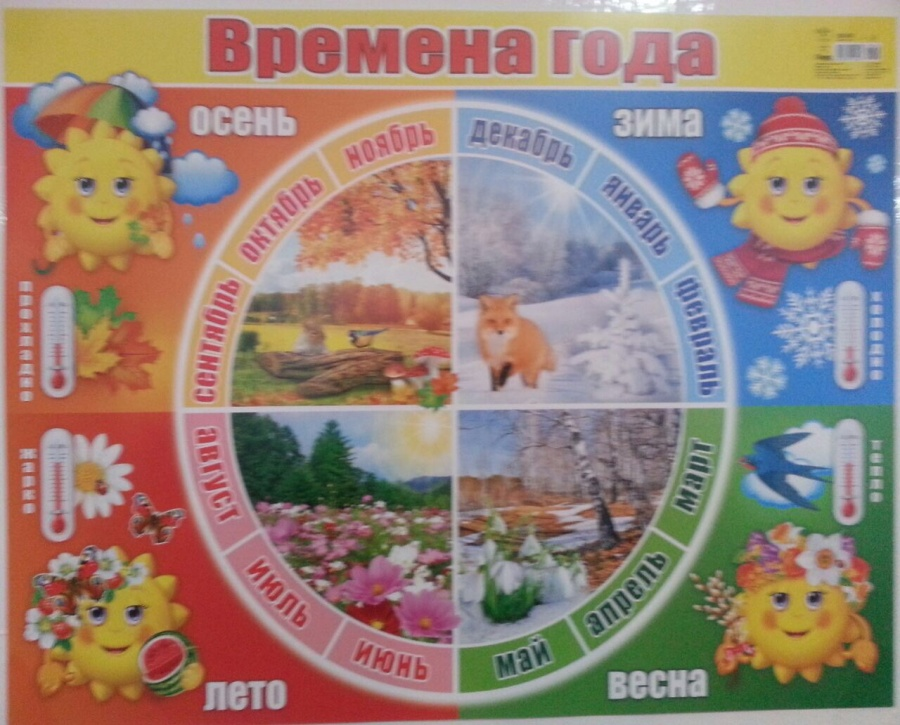 Времена года
осень
зима
ноябрь
декабрь
октябрь
январь
сентябрь
февраль
прохладно
холодно
август
март
жарко
тепло
июль
апрель
июнь
май
лето
весна